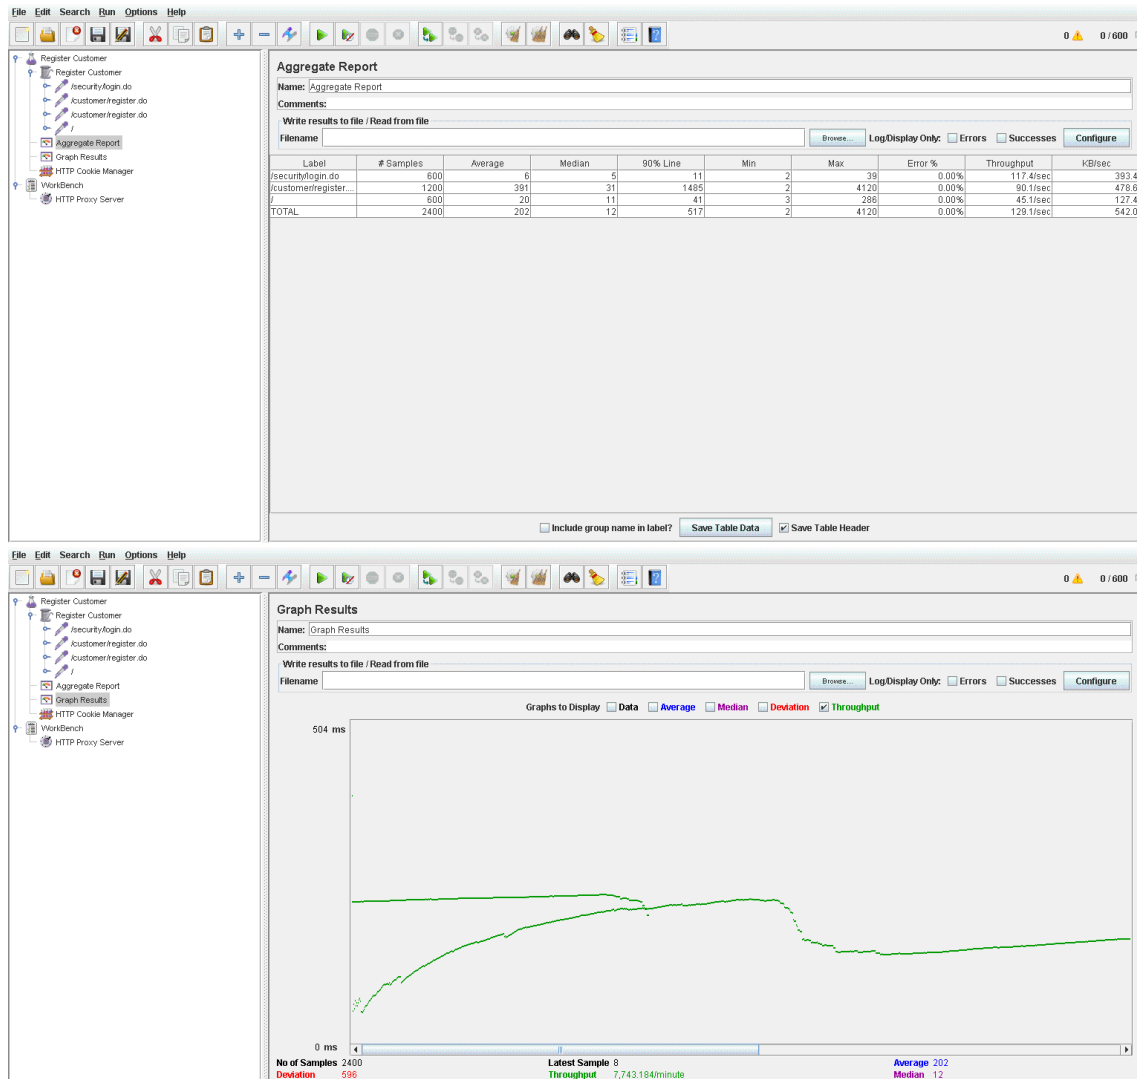 File Edit Search Run Options Help
0 0 / 600
Register Customer
Register Customer
/security/login.do
/customer/register.do
/customer/register.do
/
Aggregate Report
Graph Results
HTTP Cookie Manager
WorkBench
HTTP Proxy Server
Aggregate Report
Name: Aggregate Report
Comments:
Write results to file / Read from file
Filename Browse... Log/Display Only: Errors Successes Configure
Label # Samples Average Median 90% Line Min Max Error % Throughput KB/sec
/security/login.do 600 6 5 11 2 39 0.00% 117.4/sec 393.4
/customer/register.... 1200 391 31 1485 2 4120 0.00% 90.1/sec 478.6
/ 600 20 11 41 3 286 0.00% 45.1/sec 127.4
TOTAL 2400 202 12 517 2 4120 0.00% 129.1/sec 542.0
Include group name in label? Save Table Data Save Table Header
File Edit Search Run Options Help
0 0 / 600
Register Customer
Register Customer
/security/login.do
/customer/register.do
/customer/register.do
/
Aggregate Report
Graph Results
HTTP Cookie Manager
WorkBench
HTTP Proxy Server
Graph Results
Name: Graph Results
Comments:
Write results to file / Read from file
Filename Browse... Log/Display Only: Errors Successes Configure
Graphs to Display Data Average Median Deviation Throughput
504 ms
0 ms
No of Samples 2400 Latest Sample 8 Average 202
Deviation 596 Throughput 7,743.184/minute Median 12